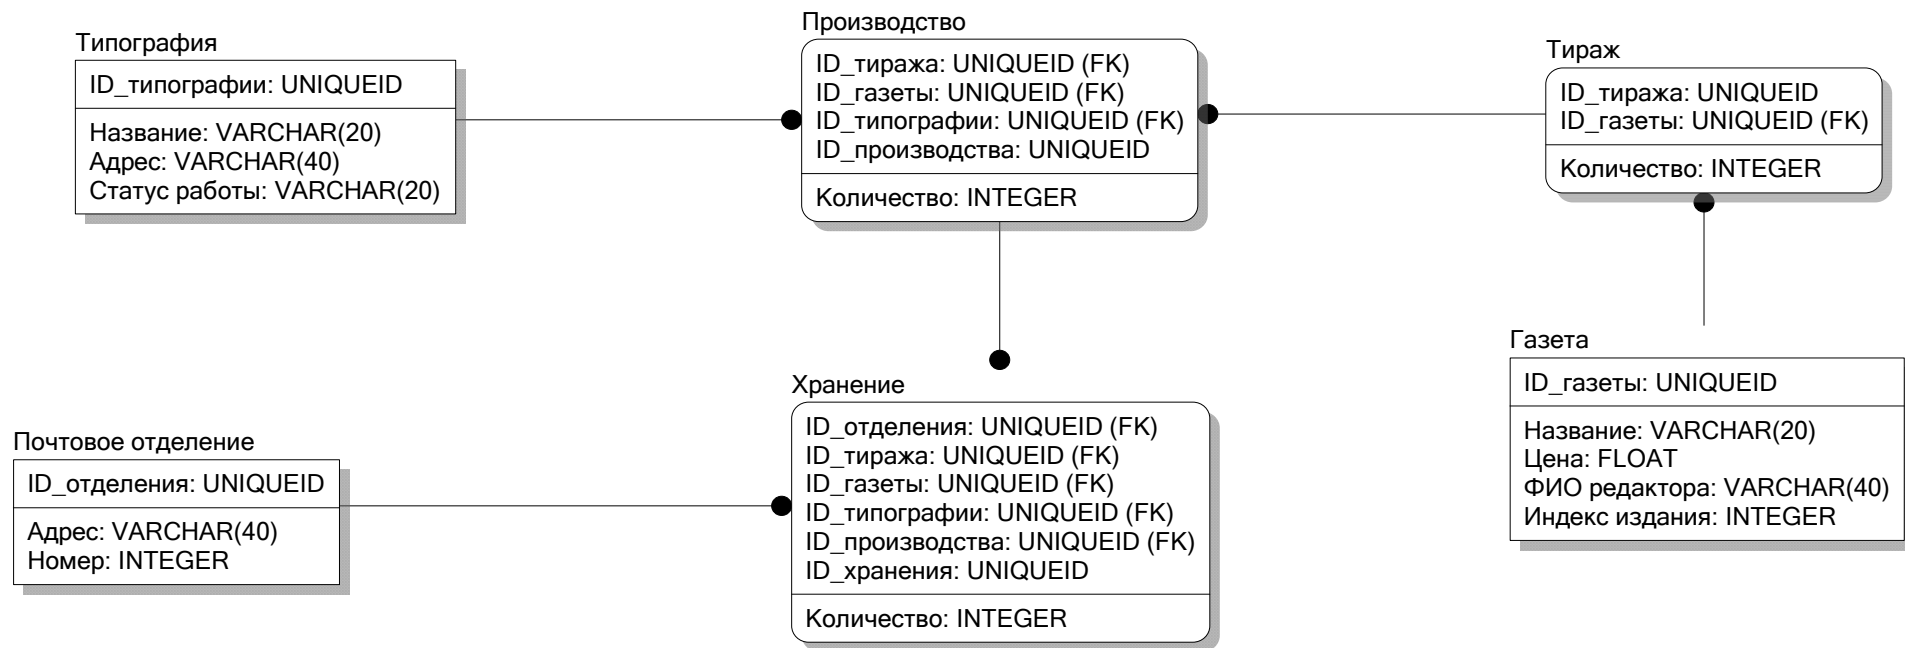 Типография
ID_типографии: UNIQUEID
Название: VARCHAR(20)
Адрес: VARCHAR(40)
Статус работы: VARCHAR(20)
Производство
ID_тиража: UNIQUEID (FK)
ID_газеты: UNIQUEID (FK)
ID_типографии: UNIQUEID (FK)
ID_производства: UNIQUEID
Количество: INTEGER
Тираж
ID_тиража: UNIQUEID
ID_газеты: UNIQUEID (FK)
Количество: INTEGER
Почтовое отделение
ID_отделения: UNIQUEID
Адрес: VARCHAR(40)
Номер: INTEGER
Хранение
ID_отделения: UNIQUEID (FK)
ID_тиража: UNIQUEID (FK)
ID_газеты: UNIQUEID (FK)
ID_типографии: UNIQUEID (FK)
ID_производства: UNIQUEID (FK)
ID_хранения: UNIQUEID
Количество: INTEGER
Газета
ID_газеты: UNIQUEID
Название: VARCHAR(20)
Цена: FLOAT
ФИО редактора: VARCHAR(40)
Индекс издания: INTEGER